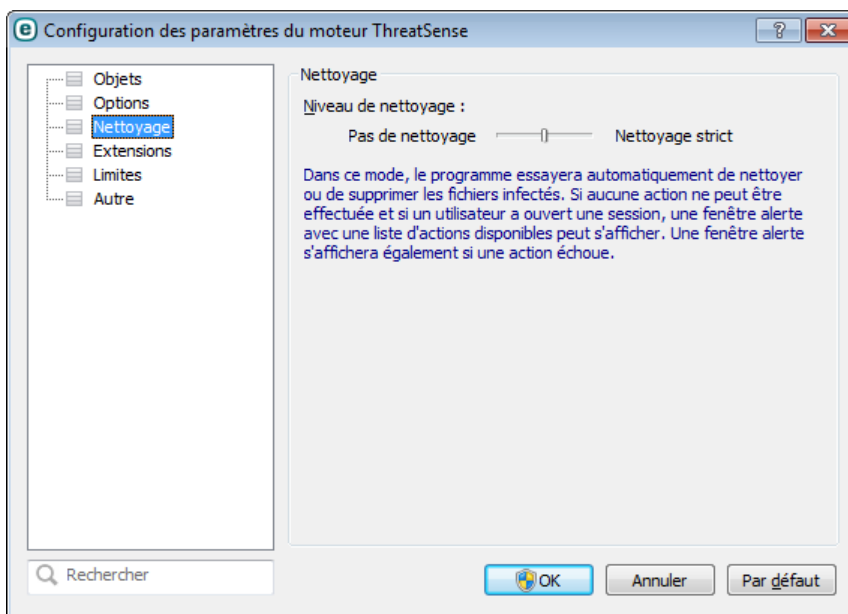 Configuration des paramètres du moteur ThreatSense
Objets
Options
Nettoyage
Extensions
Limites
Autre
Rechercher
Nettoyage
Niveau de nettoyage :
Pas de nettoyage Nettoyage strict
Dans ce mode, le programme essayera automatiquement de nettoyer
ou de supprimer les fichiers infectés. Si aucune action ne peut être
effectuée et si un utilisateur a ouvert une session, une fenêtre alerte
avec une liste d'actions disponibles peut s'afficher. Une fenêtre alerte
s'affichera également si une action échoue.
OK Annuler Par défaut